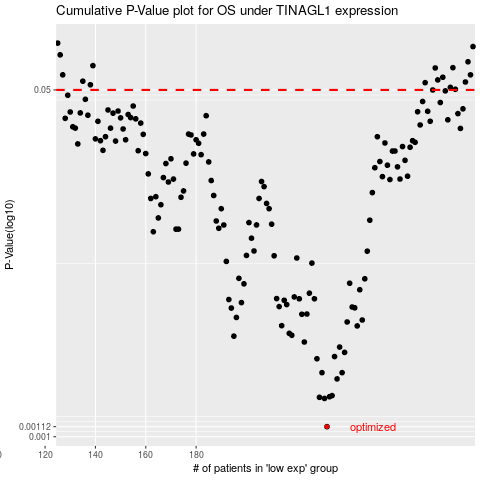 Cumulative P-Value plot for OS under TINAGL1 expression
0.05
P-Value(log10)
optimized
0.00112
0.001
0
120
140
160
180
# of patients in 'low exp' group